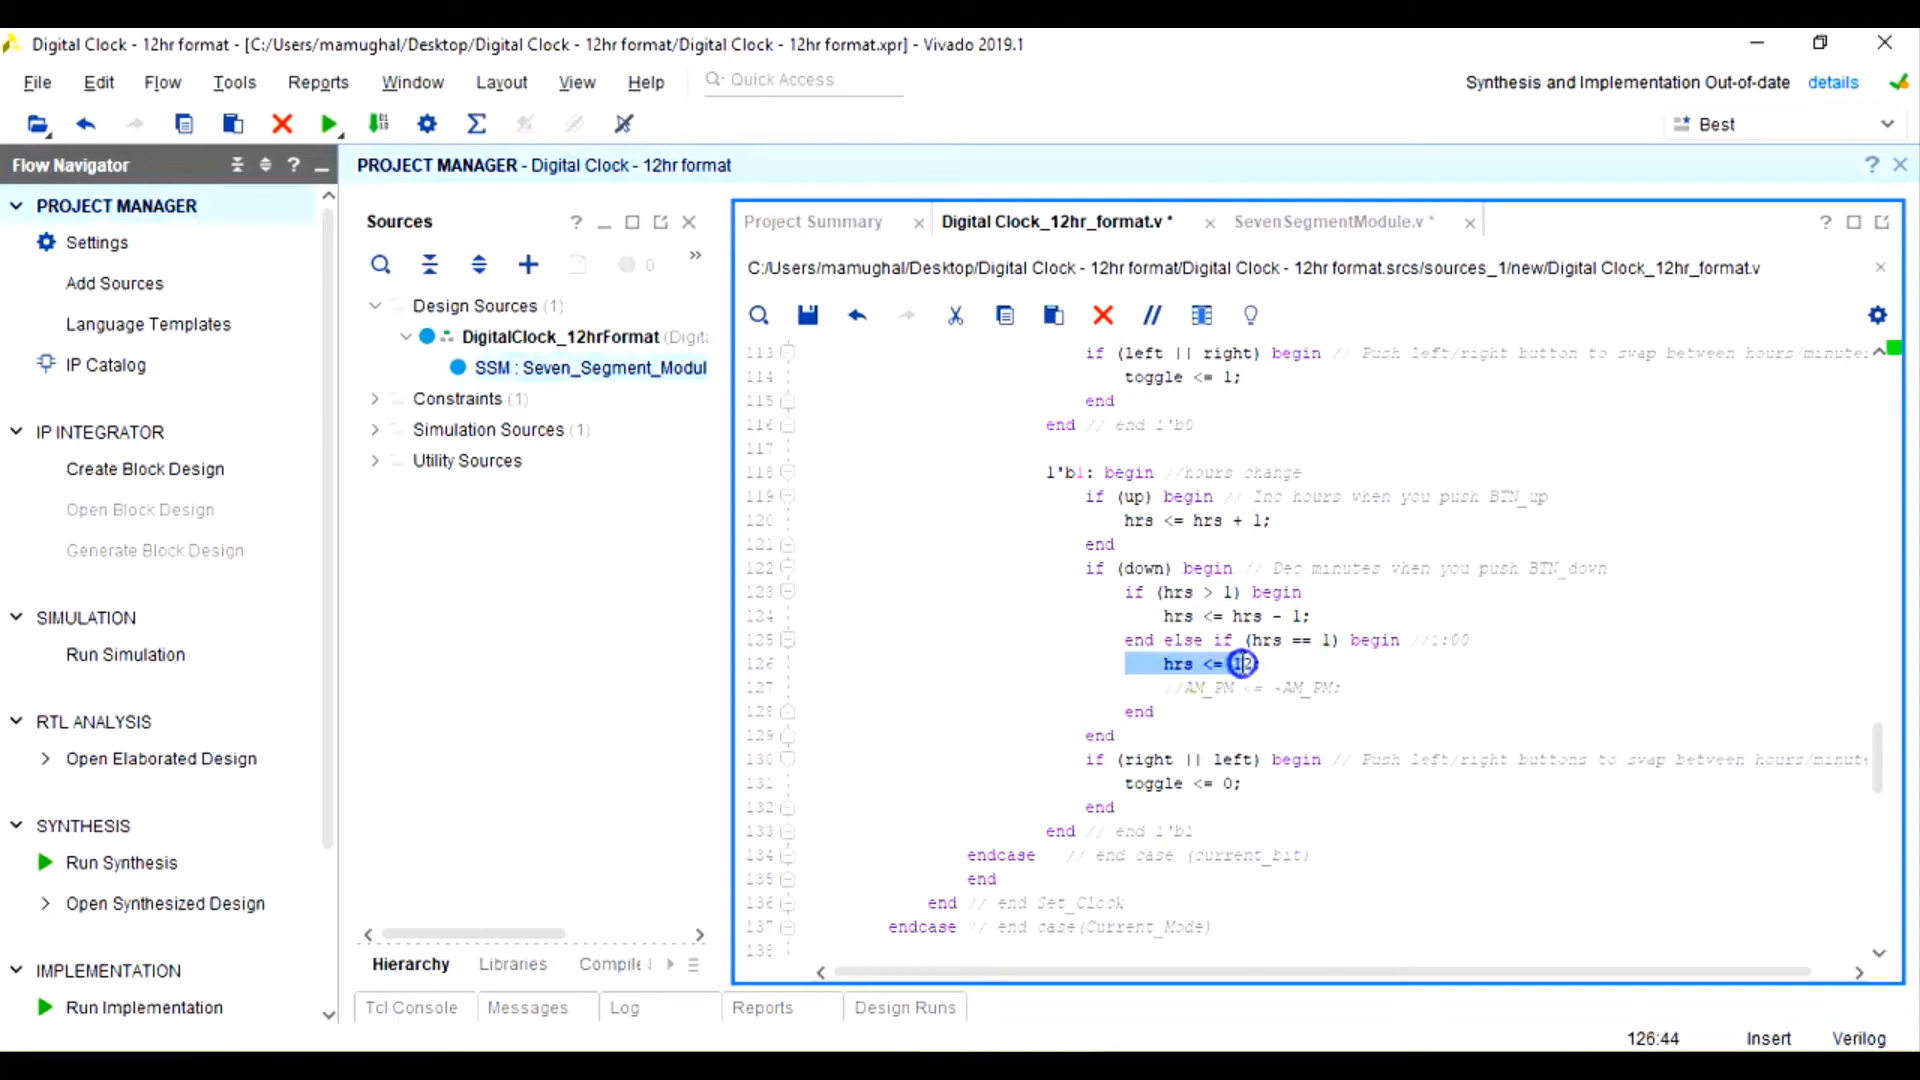 Digital Clock - 12hr format - [C:/Users/mamughal/Desktop/Digital Clock - 12hr format/Digital Clock - 12hr format.xpr] - Vivado 2019.1
File Edit Flow Tools Reports Window Layout View Help Quick Access
Synthesis and Implementation Out-of-date details
Best
Flow Navigator
PROJECT MANAGER - Digital Clock - 12hr format
PROJECT MANAGER
Settings
Add Sources
Language Templates
IP Catalog
IP INTEGRATOR
Create Block Design
Open Block Design
Generate Block Design
SIMULATION
Run Simulation
RTL ANALYSIS
Open Elaborated Design
SYNTHESIS
Run Synthesis
Open Synthesized Design
IMPLEMENTATION
Run Implementation
Sources
0
Design Sources (1)
DigitalClock_12hrFormat (Digita
SSM : Seven_Segment_Modul
Constraints (1)
Simulation Sources (1)
Utility Sources
Hierarchy Libraries Compile
Project Summary Digital Clock_12hr_format.v * SevenSegmentModule.v *
C:/Users/mamughal/Desktop/Digital Clock - 12hr format/Digital Clock - 12hr format.srcs/sources_1/new/Digital Clock_12hr_format.v
113 if (left || right) begin // Push left/right button to swap between hours/minutes
114 toggle <= 1;
115 end
116 end // end 1'b0
117
118 1'b1: begin //hours change
119 if (up) begin // Inc hours when you push BTN_up
120 hrs <= hrs + 1;
121 end
122 if (down) begin // Dec minutes when you push BTN_down
123 if (hrs > 1) begin
124 hrs <= hrs - 1;
125 end else if (hrs == 1) begin //1:00
126 hrs <= 12;
127 //AM_PM <= ~AM_PM;
128 end
129 end
130 if (right || left) begin // Push left/right buttons to swap between hours/minute
131 toggle <= 0;
132 end
133 end // end 1'b1
134 endcase // end case (current_bit)
135 end
136 end // end Set_Clock
137 endcase // end case(Current_Mode)
138
Tcl Console Messages Log Reports Design Runs
126:44 Insert Verilog